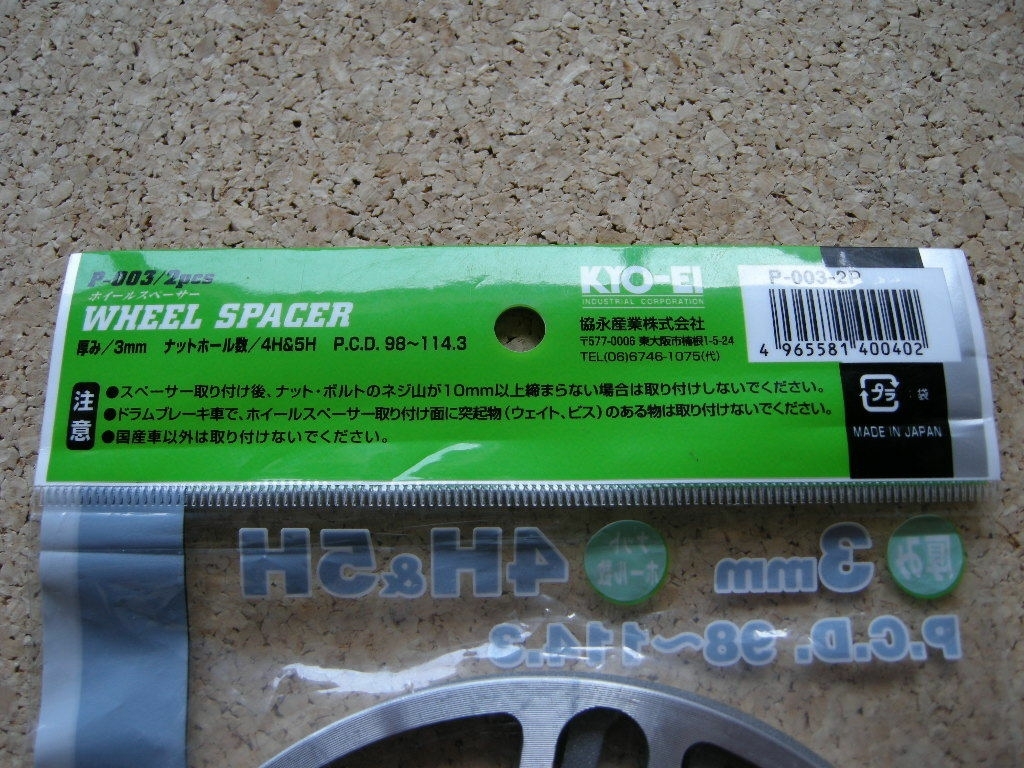 P-003/2pcs
ホイールスペーサー
WHEEL SPACER
厚み/3mm ナットホール数/4H&5H P.C.D. 98〜114.3
KYO-EI
INDUSTRIAL CORPORATION
協永産業株式会社
〒577-0006 東大阪市楠根1-5-24
TEL(06)6746-1075(代)
P-003-2P
4 965581 400402
注意
●スペーサー取り付け後、ナット・ボルトのネジ山が10mm以上締まらない場合は取り付けしないでください。
●ドラムブレーキ車で、ホイールスペーサー取り付け面に突起物(ウェイト、ビス)のある物は取り付けないでください。
●国産車以外は取り付けないでください。
プラ 袋
MADE IN JAPAN
厚み 3mm ナットホール数 4H&5H
P.C.D. 98〜114.3